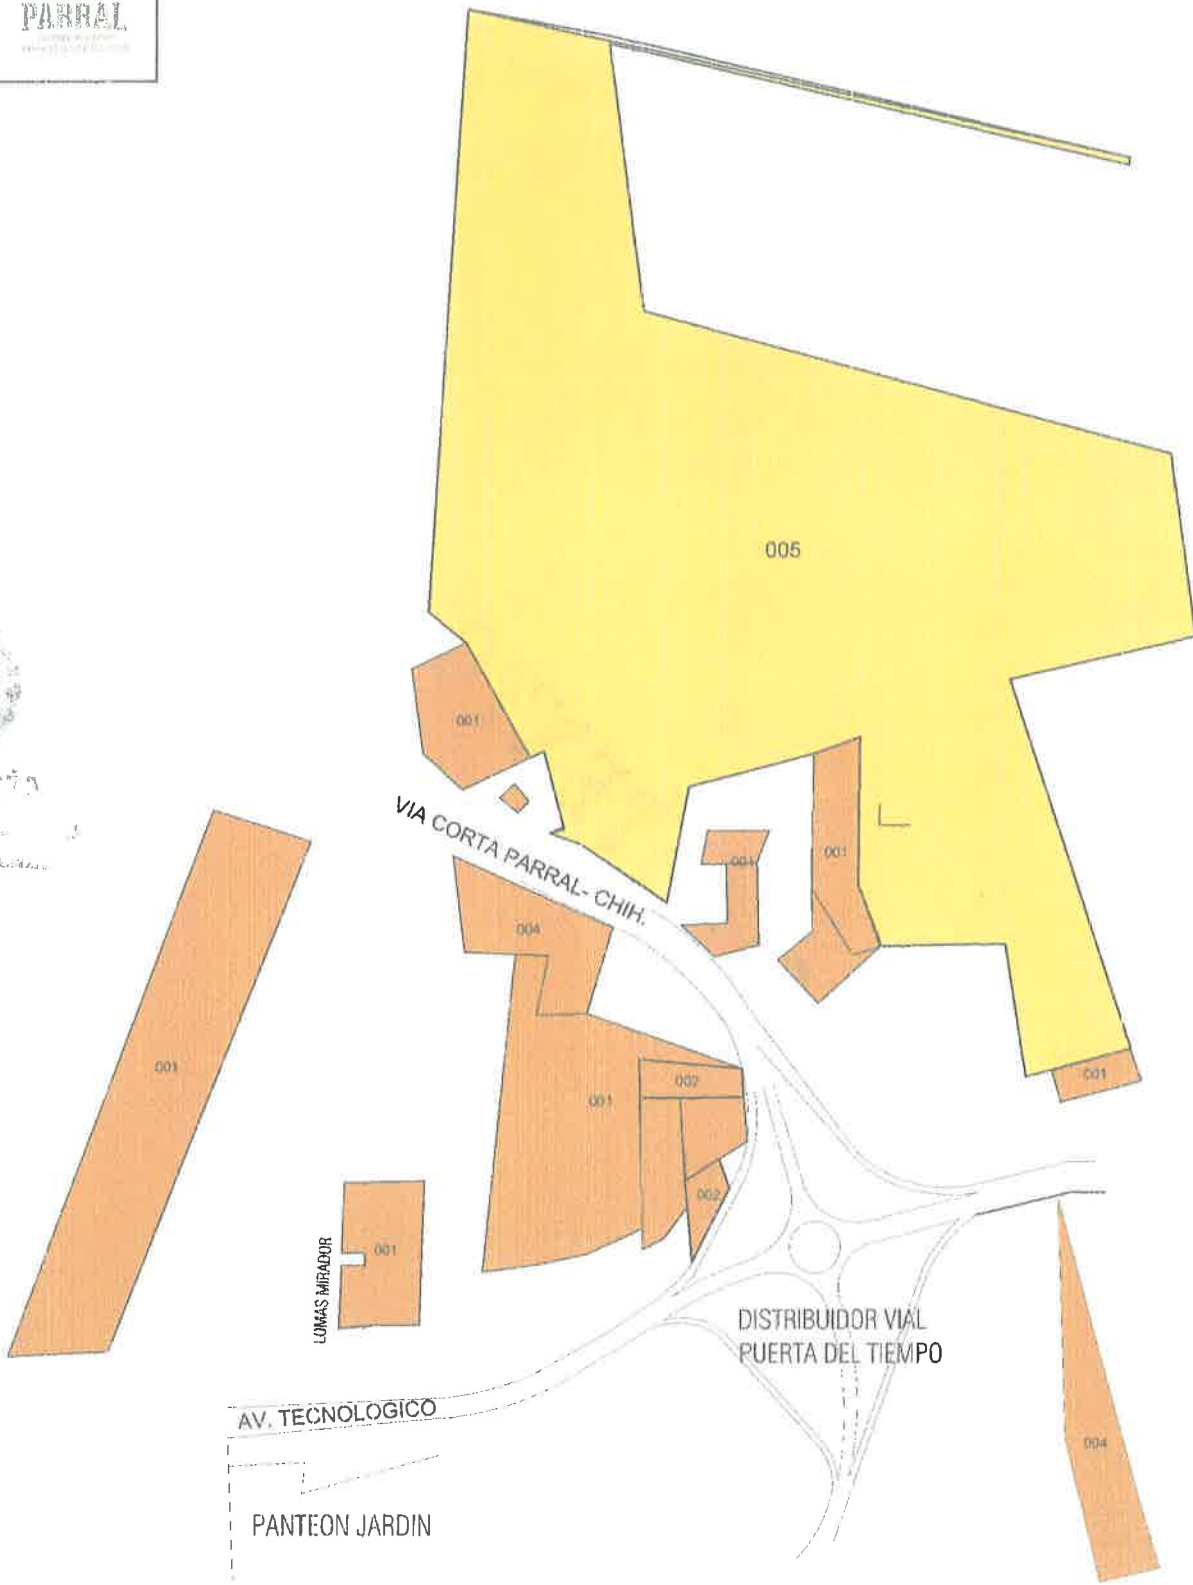 PARRAL
005
001
VIA CORTA PARRAL- CHIH.
001
001
004
001
001
002
001
002
001
LOMAS MIRADOR
DISTRIBUIDOR VIAL
PUERTA DEL TIEMPO
AV. TECNOLOGICO
004
PANTEON JARDIN